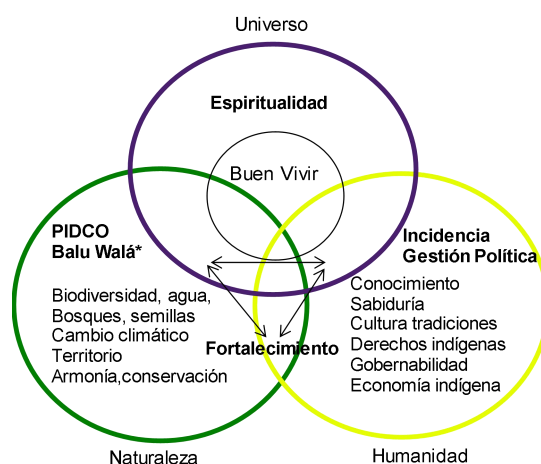 Universo
Espiritualidad
Buen Vivir
PIDCO
Balu Walá*
Biodiversidad, agua,
Bosques, semillas
Cambio climático
Territorio
Armonía,conservación
Incidencia
Gestión Política
Conocimiento
Sabiduría
Cultura tradiciones
Derechos indígenas
Gobernabilidad
Economía indígena
Fortalecimiento
Naturaleza
Humanidad